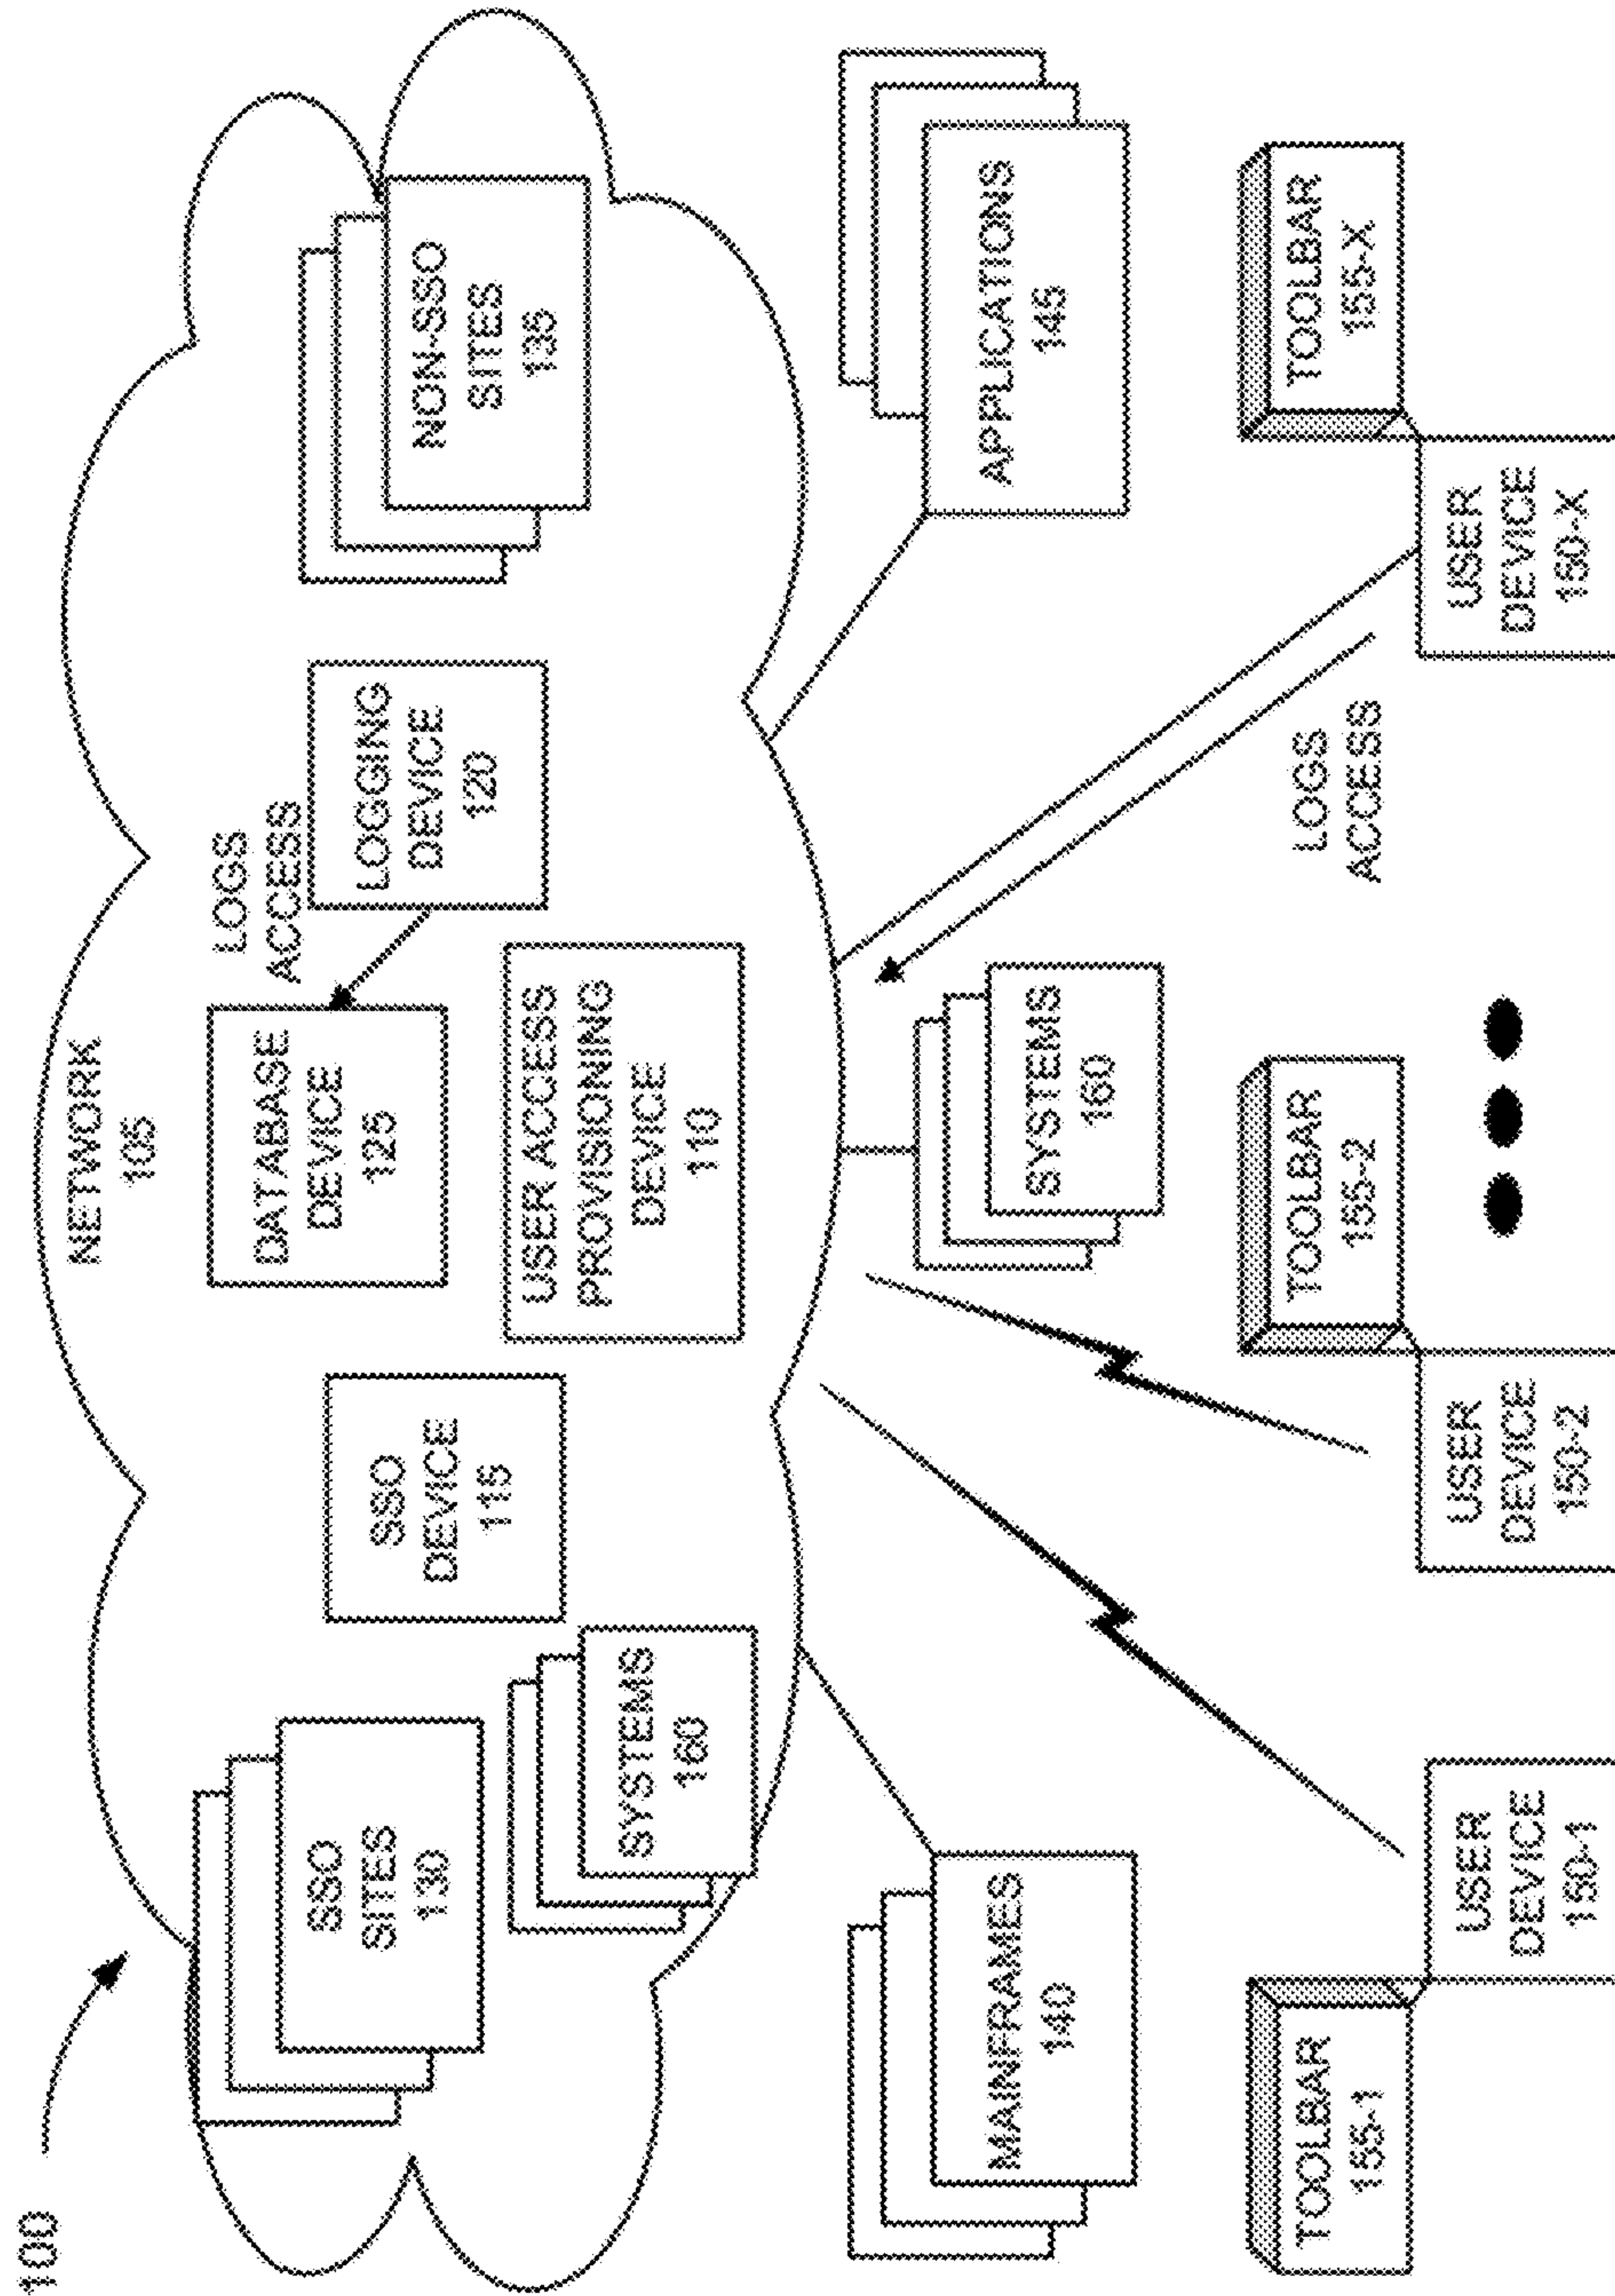 100
NETWORK
105
LOGS
ACCESS
SSO
SITES
130
SYSTEMS
160
SSO
DEVICE
115
DATABASE
DEVICE
125
USER ACCESS
PROVISIONING
DEVICE
110
LOGGING
DEVICE
120
NON-SSO
SITES
135
MAINFRAMES
140
SYSTEMS
160
APPLICATIONS
145
LOGS
ACCESS
TOOLBAR
155-1
USER
DEVICE
150-1
TOOLBAR
155-2
USER
DEVICE
150-2
TOOLBAR
155-X
USER
DEVICE
150-X